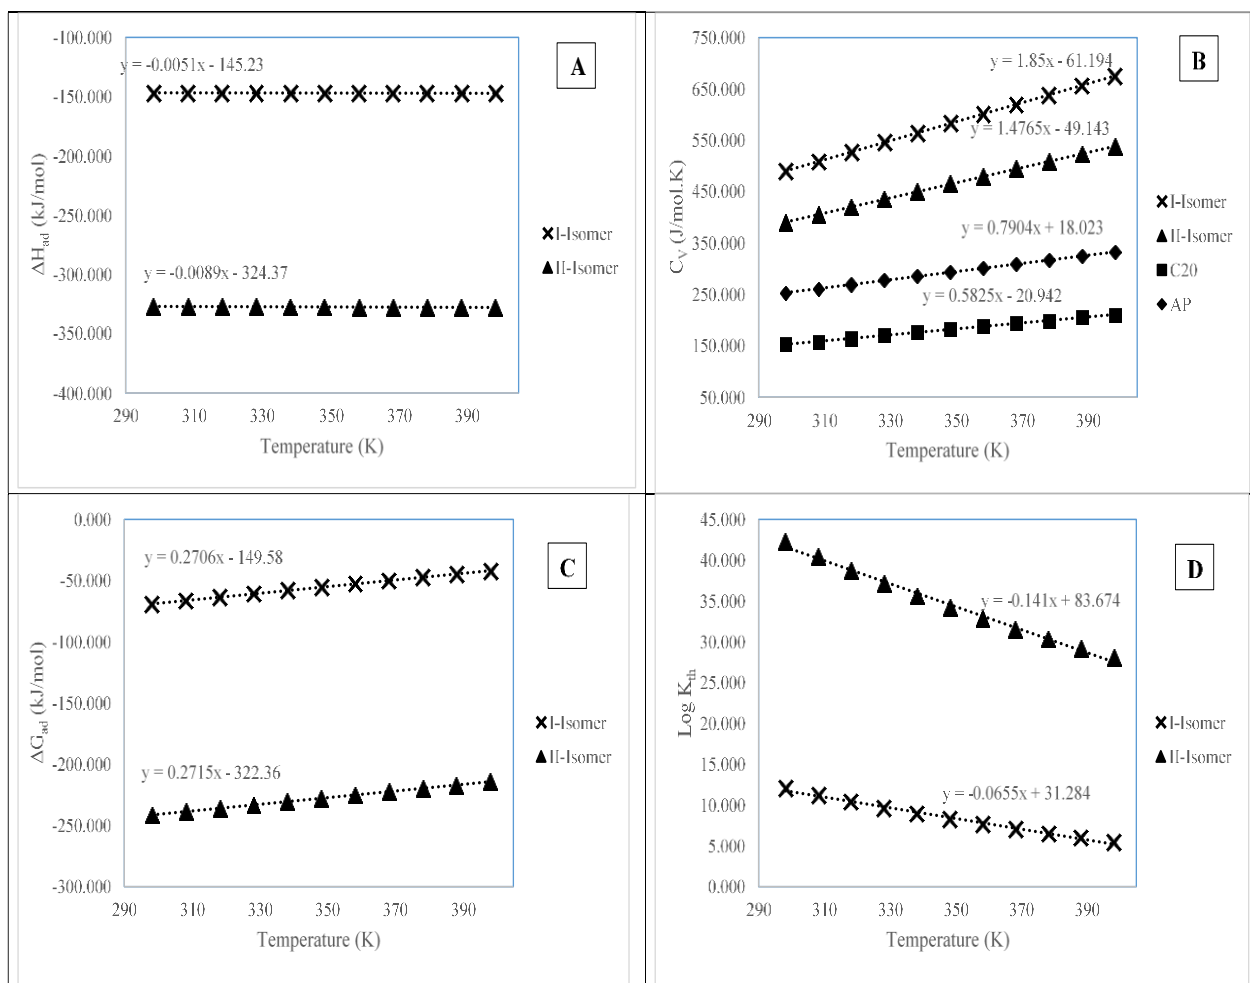 A
-100.000
-150.000
-200.000
-250.000
-300.000
-350.000
-400.000
ΔHad (kJ/mol)
y = -0.0051x - 145.23
y = -0.0089x - 324.37
290 310 330 350 370 390
Temperature (K)
I-Isomer
II-Isomer
B
750.000
650.000
550.000
450.000
350.000
250.000
150.000
50.000
CV (J/mol.K)
y = 1.85x - 61.194
y = 1.4765x - 49.143
y = 0.7904x + 18.023
y = 0.5825x - 20.942
290 310 330 350 370 390
Temperature (K)
I-Isomer
II-Isomer
C20
AP
C
0.000
-50.000
-100.000
-150.000
-200.000
-250.000
-300.000
ΔGad (kJ/mol)
y = 0.2706x - 149.58
y = 0.2715x - 322.36
290 310 330 350 370 390
Temperature (K)
I-Isomer
II-Isomer
D
45.000
40.000
35.000
30.000
25.000
20.000
15.000
10.000
5.000
0.000
Log Kth
y = -0.141x + 83.674
y = -0.0655x + 31.284
290 310 330 350 370 390
Temperature (K)
I-Isomer
II-Isomer